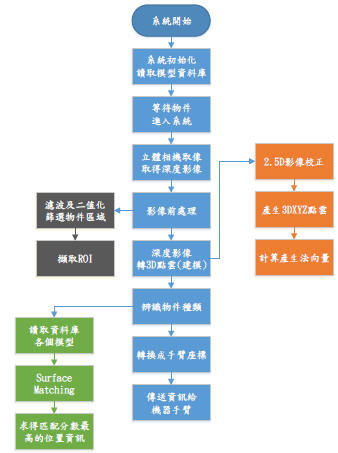 系統開始
系統初始化
讀取模型資料庫
等待物件
進入系統
立體相機取像
取得深度影像
影像前處理
深度影像
轉3D點雲(建模)
辨識物件種類
轉換成手臂座標
傳送資訊給
機器手臂
濾波及二值化
篩選物件區域
擷取ROI
2.5D影像校正
產生3DXYZ點雲
計算產生法向量
讀取資料庫
各個模型
Surface
Matching
求得匹配分數最
高的位置資訊